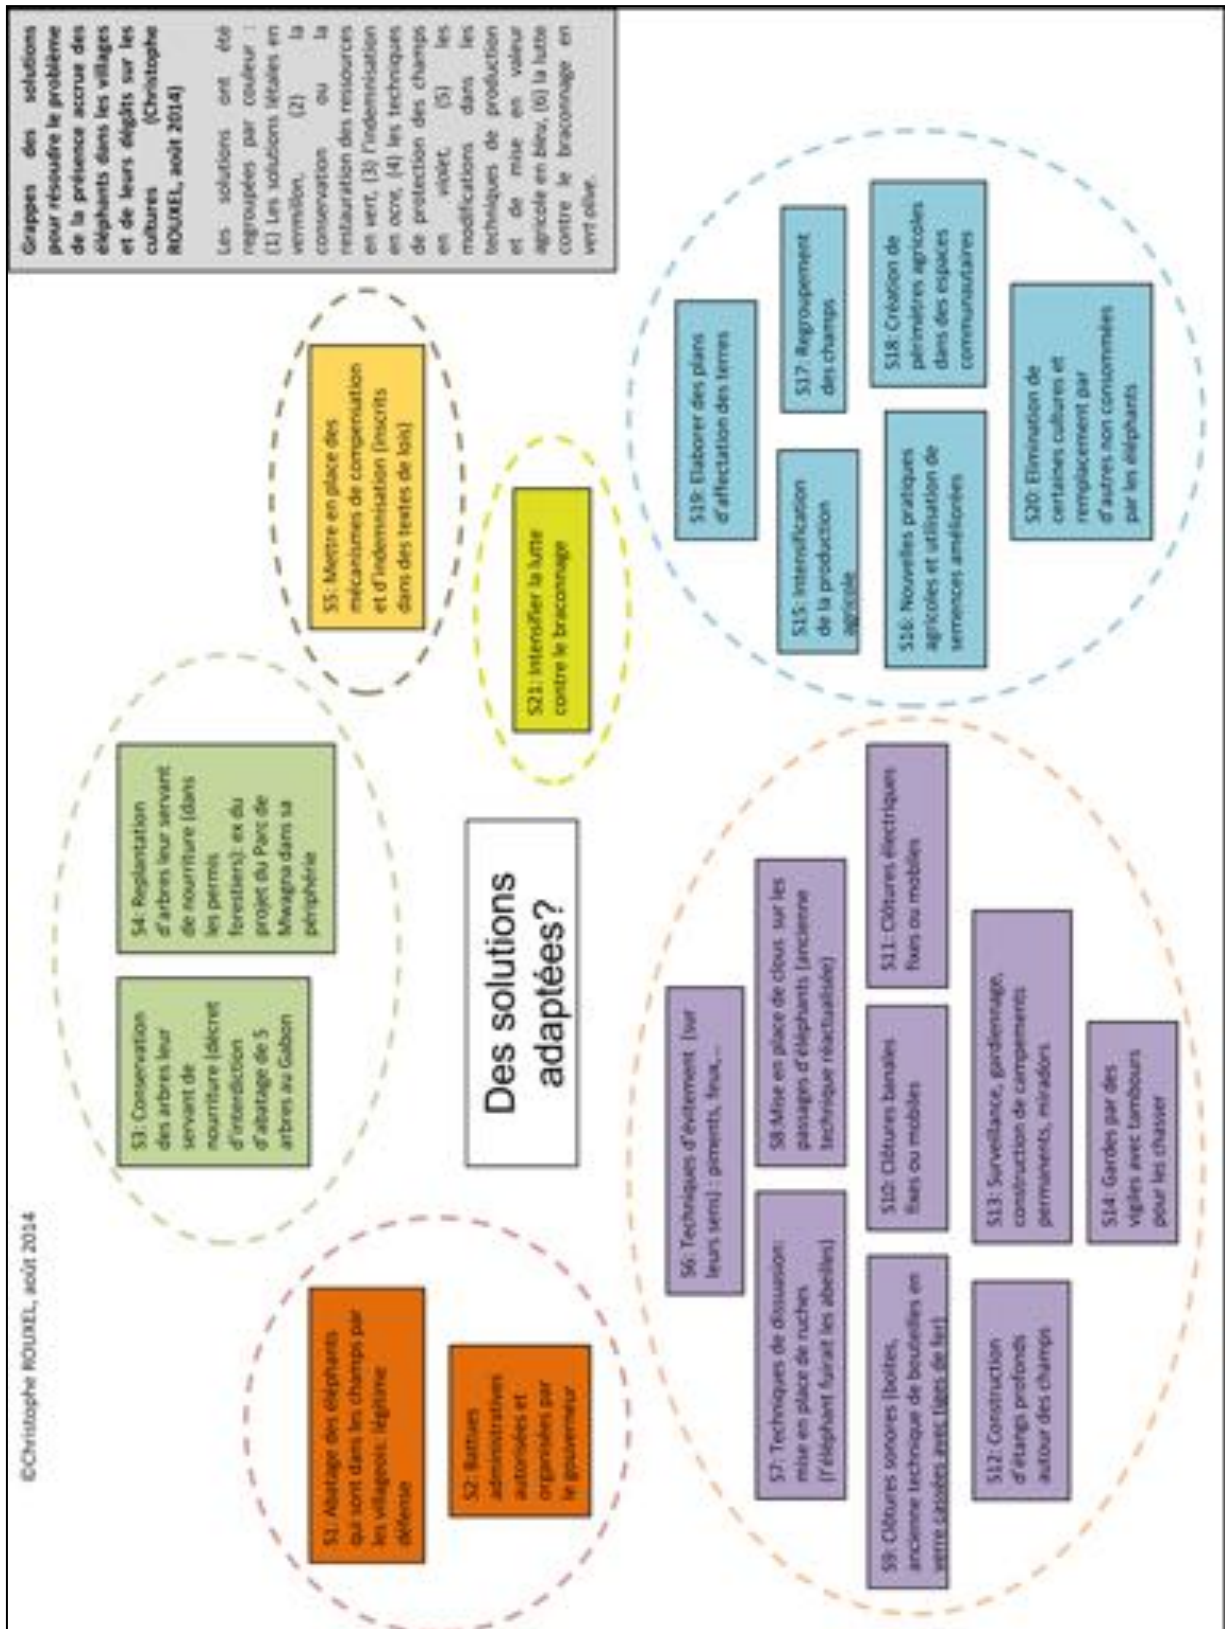 ©Christophe ROUXEL, août 2014
Grappes des solutions
pour résoudre le problème
de la présence accrue des
éléphants dans les villages
et de leurs dégâts sur les
cultures (Christophe
ROUXEL, août 2014)
Les solutions ont été
regroupées par couleur :
(1) Les solutions létales en
vermillon, (2) la
conservation ou la
restauration des ressources
en vert, (3) l'indemnisation
en ocre, (4) les techniques
de protection des champs
en violet, (5) les
modifications dans les
techniques de production
et de mise en valeur
agricole en bleu, (6) la lutte
contre le braconnage en
vert olive.
S3: Conservation
des arbres leur
servant de
nourriture (décret
d'interdiction
d'abatage de 5
arbres au Gabon
S4: Replantation
d'arbres leur servant
de nourriture (dans
les permis
forestiers): ex du
projet du Parc de
Mwagna dans sa
périphérie
S1: Abatage des éléphants
qui sont dans les champs par
les villageois: légitime
défense
S2: Battues
administratives
autorisées et
organisées par
le gouverneur
Des solutions
adaptées?
S5: Mettre en place des
mécanismes de compensiation
et d'indemnisation (inscrits
dans des textes de lois)
S21: Intensifier la lutte
contre le braconnage
S6: Techniques d'évitement (sur
leurs sens) : piments, feux,...
S7: Techniques de dissuasion:
mise en place de ruches
(l'éléphant fuirait les abeilles)
S8:Mise en place de clous sur les
passages d'éléphants (ancienne
technique réactualisée)
S9: Clôtures sonores (boîtes,
ancienne technique de bouteilles en
verre cassées avec tiges de fer)
S10: Clôtures banales
fixes ou mobiles
S11: Clôtures électriques
fixes ou mobiles
S12: Construction
d'étangs profonds
autour des champs
S13: Surveillance, gardiennage,
construction de campements
permanents, miradors
S14: Gardes par des
vigiles avec tambours
pour les chasser
S19: Elaborer des plans
d'affectation des terres
S15: Intensification
de la production
agricole
S17: Regroupement
des champs
S16: Nouvelles pratiques
agricoles et utilisation de
semences améliorées
S18: Création de
périmètres agricoles
dans des espaces
communautaires
S20: Elimination de
certaines cultures et
remplacement par
d'autres non consommées
par les éléphants